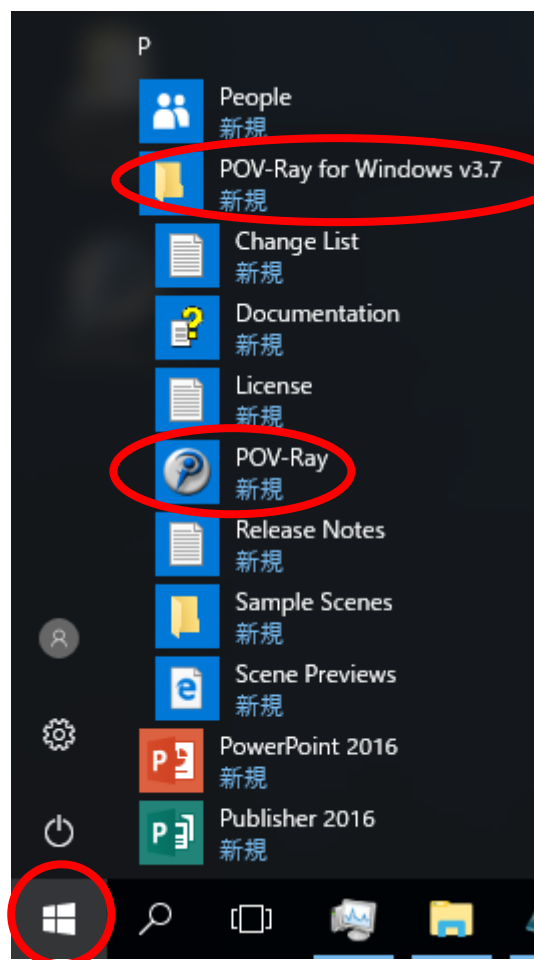 P
People
新規
POV-Ray for Windows v3.7
新規
Change List
新規
Documentation
新規
License
新規
POV-Ray
新規
Release Notes
新規
Sample Scenes
新規
Scene Previews
新規
PowerPoint 2016
新規
Publisher 2016
新規